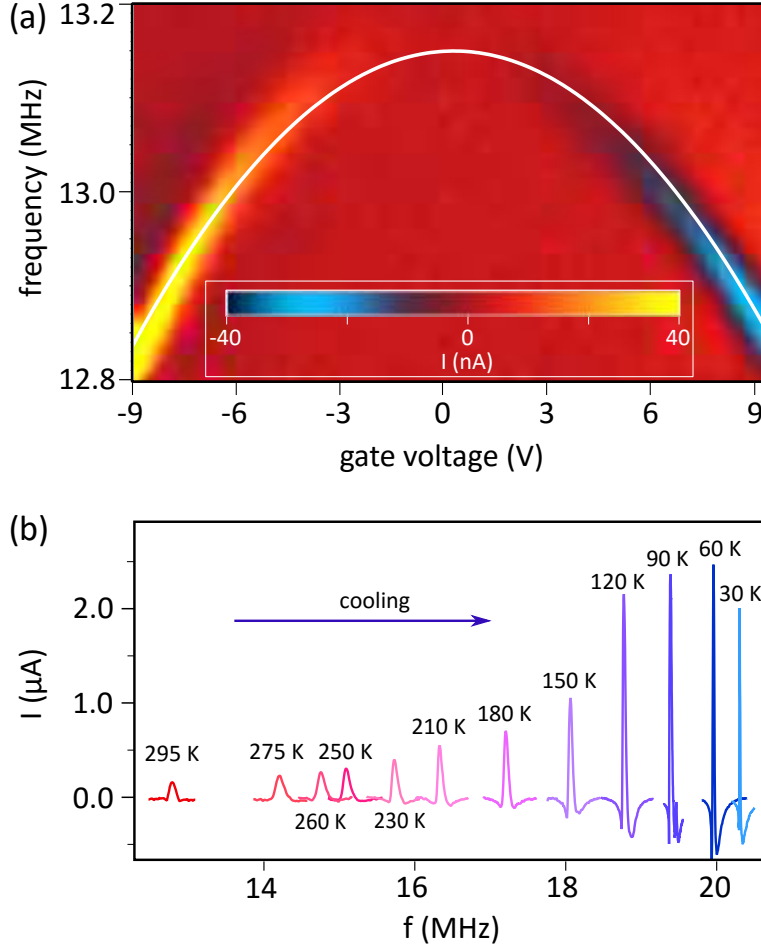 (a)
13.2
13.0
12.8
frequency (MHz)
-40 0 40
I (nA)
-9 -6 -3 0 3 6 9
gate voltage (V)
(b)
60 K
90 K
120 K
30 K
cooling
2.0
150 K
1.0
210 K
180 K
295 K
275 K
250 K
0.0
260 K
230 K
I (μA)
14 16 18 20
f (MHz)